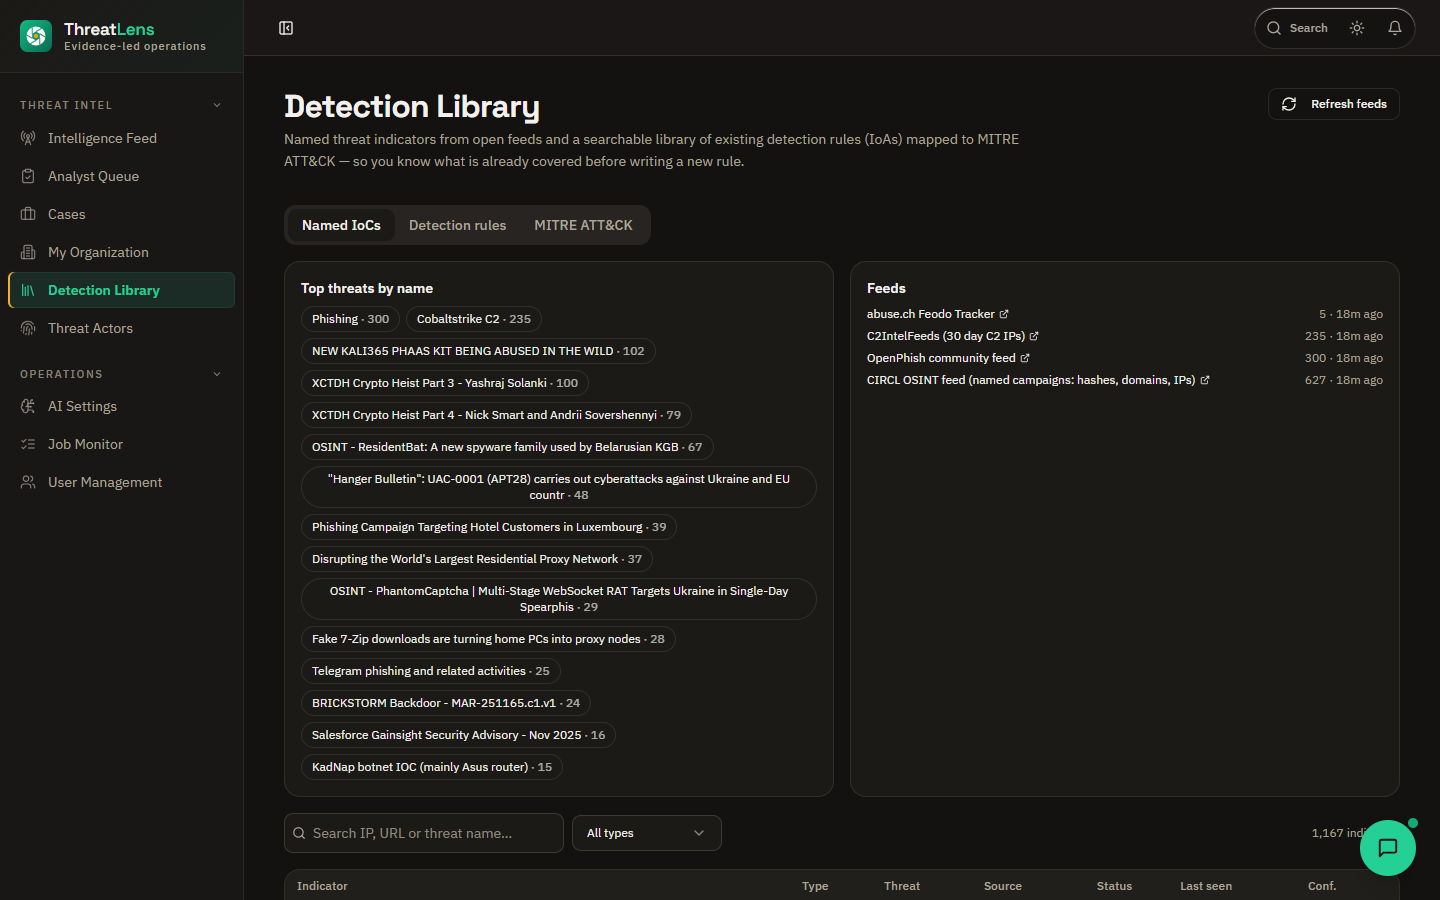 ThreatLens
Evidence-led operations
Search
THREAT INTEL
Intelligence Feed
Analyst Queue
Cases
My Organization
Detection Library
Threat Actors
OPERATIONS
AI Settings
Job Monitor
User Management
Detection Library
Refresh feeds
Named threat indicators from open feeds and a searchable library of existing detection rules (IoAs) mapped to MITRE
ATT&CK — so you know what is already covered before writing a new rule.
Named IoCs
Detection rules
MITRE ATT&CK
Top threats by name
Phishing · 300
Cobaltstrike C2 · 235
NEW KALI365 PHAAS KIT BEING ABUSED IN THE WILD · 102
XCTDH Crypto Heist Part 3 - Yashraj Solanki · 100
XCTDH Crypto Heist Part 4 - Nick Smart and Andrii Sovershennyi · 79
OSINT - ResidentBat: A new spyware family used by Belarusian KGB · 67
"Hanger Bulletin": UAC-0001 (APT28) carries out cyberattacks against Ukraine and EU
countr · 48
Phishing Campaign Targeting Hotel Customers in Luxembourg · 39
Disrupting the World's Largest Residential Proxy Network · 37
OSINT - PhantomCaptcha | Multi-Stage WebSocket RAT Targets Ukraine in Single-Day
Spearphis · 29
Fake 7-Zip downloads are turning home PCs into proxy nodes · 28
Telegram phishing and related activities · 25
BRICKSTORM Backdoor - MAR-251165.c1.v1 · 24
Salesforce Gainsight Security Advisory - Nov 2025 · 16
KadNap botnet IOC (mainly Asus router) · 15
Feeds
abuse.ch Feodo Tracker 5 · 18m ago
C2IntelFeeds (30 day C2 IPs) 235 · 18m ago
OpenPhish community feed 300 · 18m ago
CIRCL OSINT feed (named campaigns: hashes, domains, IPs) 627 · 18m ago
Search IP, URL or threat name...
All types
1,167 indi
Indicator Type Threat Source Status Last seen Conf.